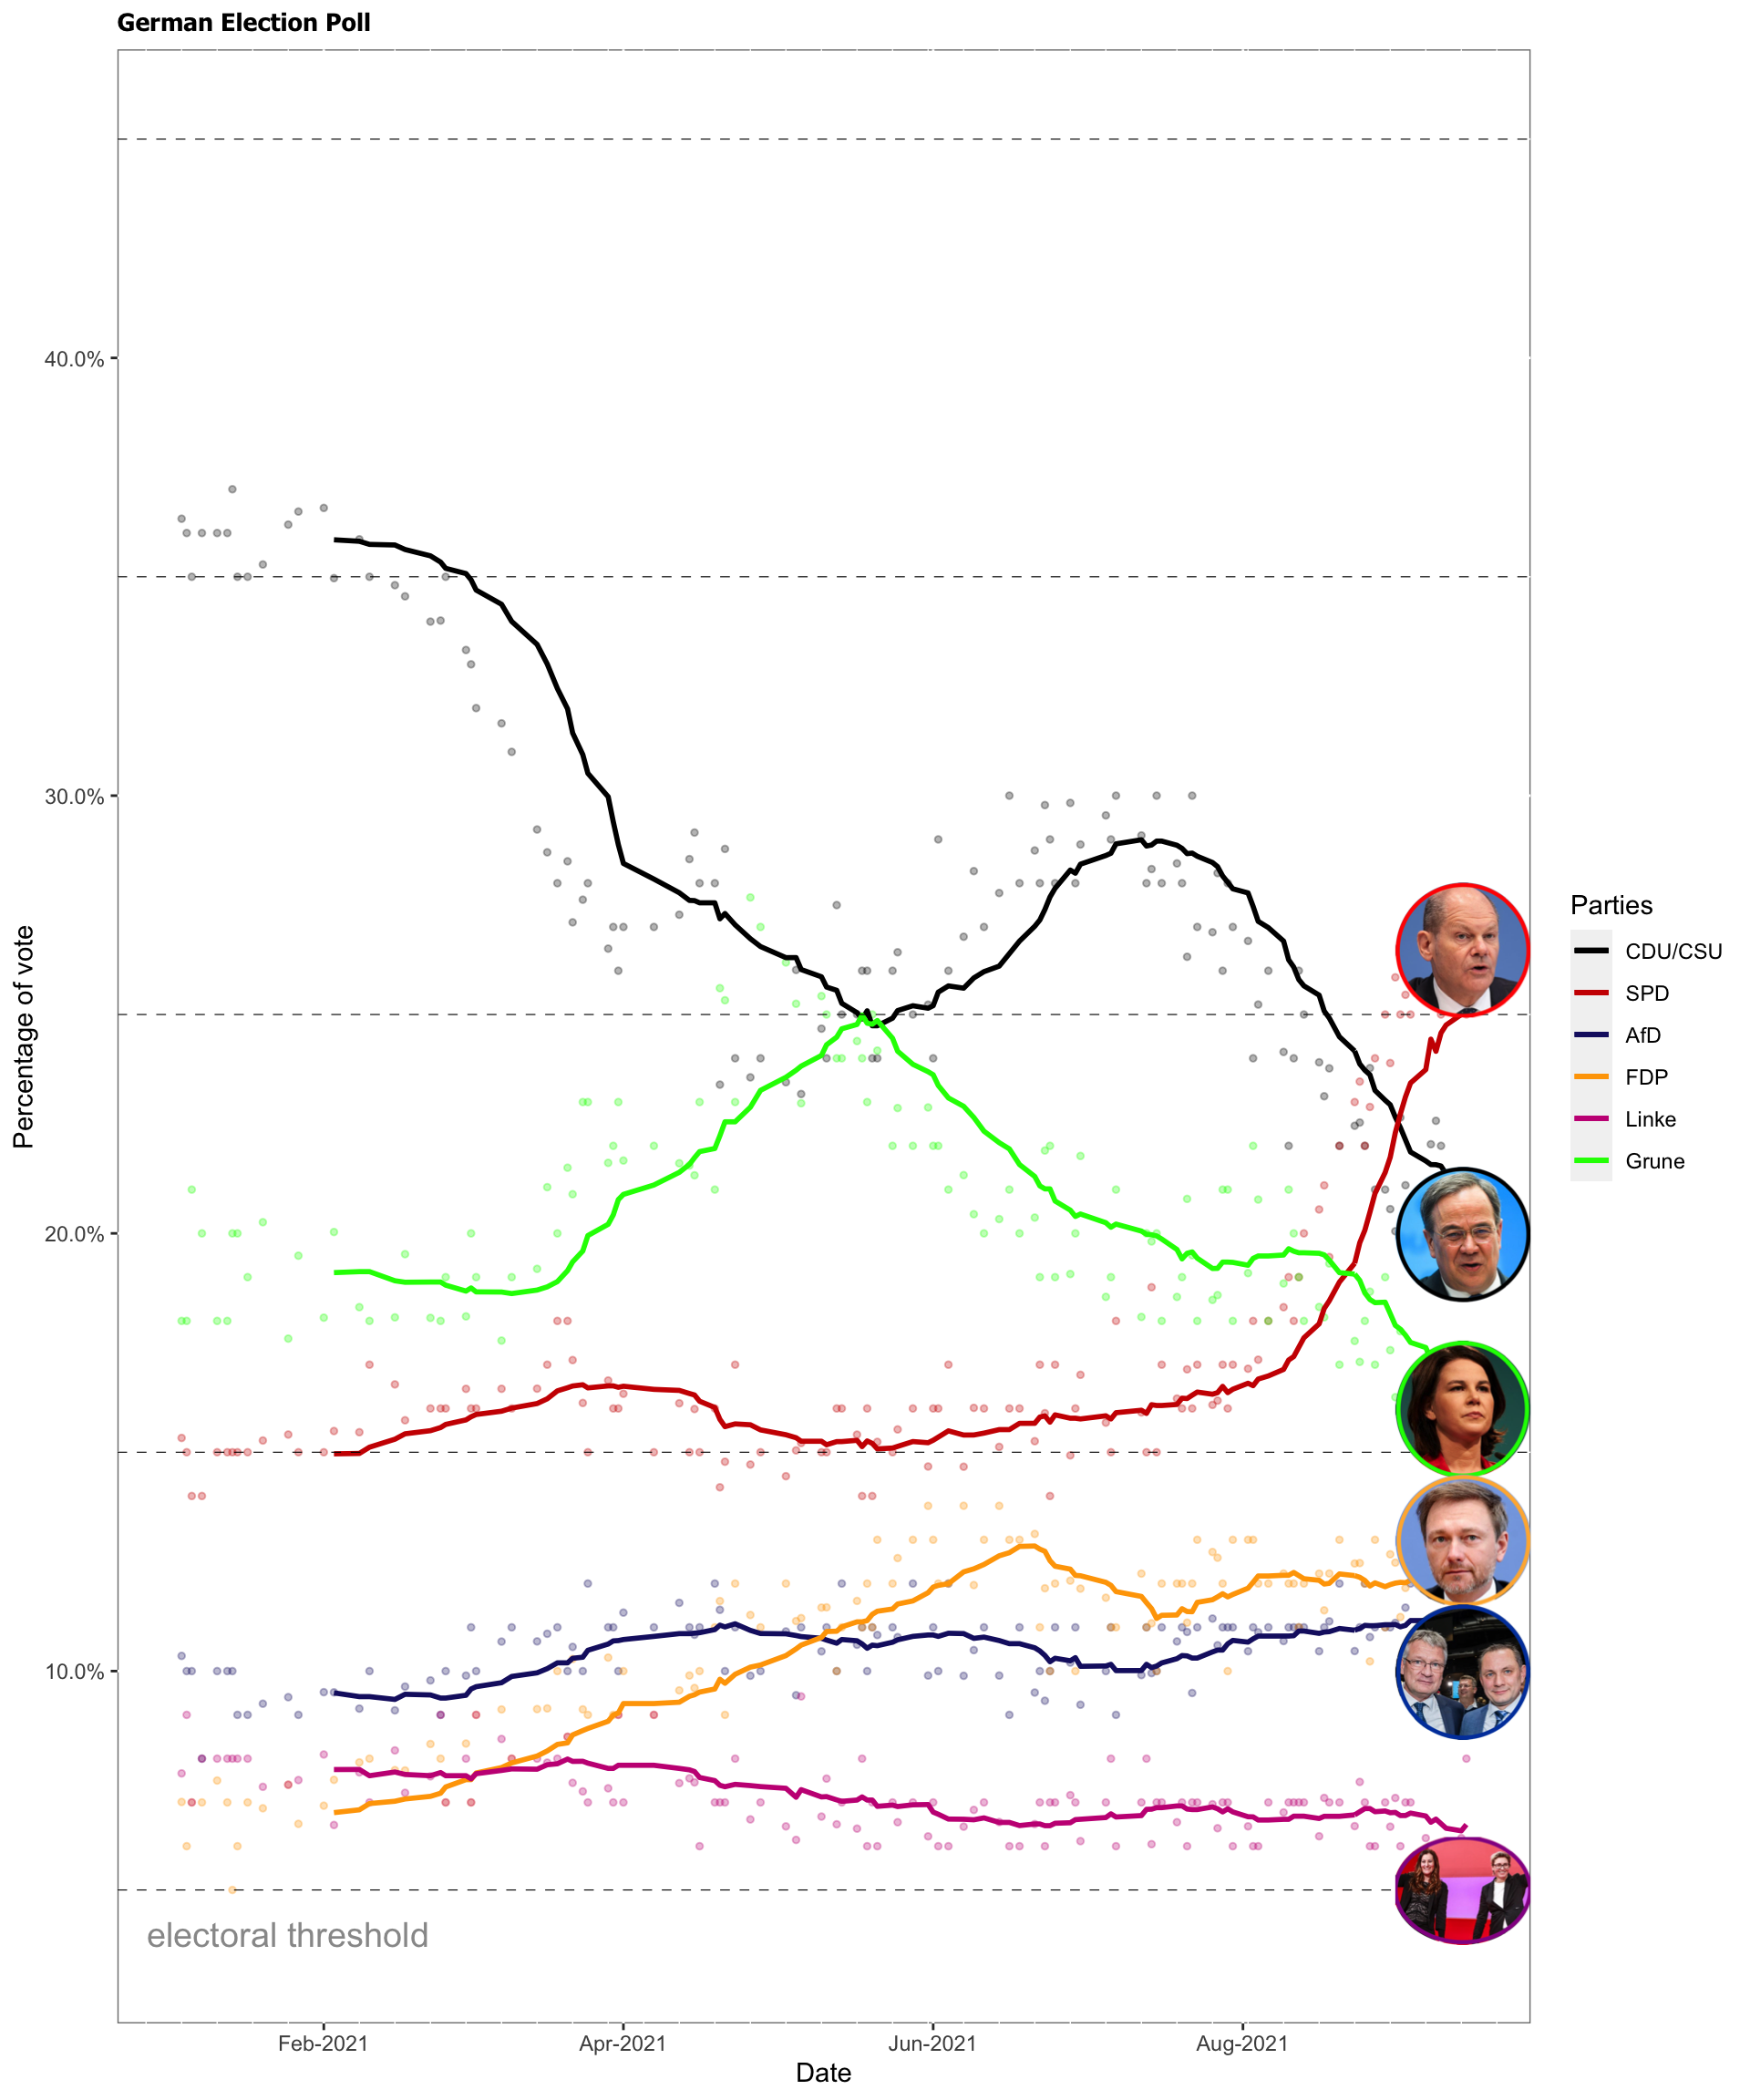 German Election Poll
Percentage of vote
40.0%
30.0%
20.0%
10.0%
electoral threshold
Feb-2021
Apr-2021
Jun-2021
Aug-2021
Date
Parties
CDU/CSU
SPD
AfD
FDP
Linke
Grune